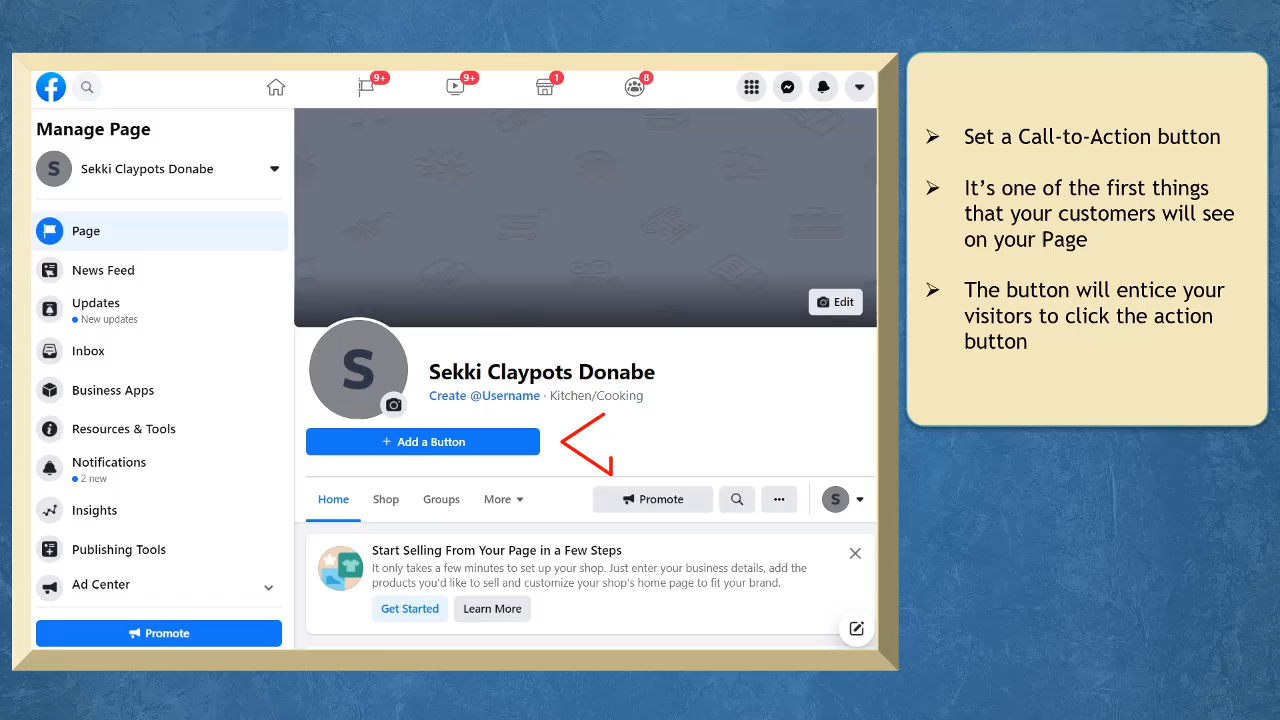 9+
9+
1
8
Manage Page
S
Sekki Claypots Donabe
Page
News Feed
Updates
New updates
Inbox
Business Apps
Resources & Tools
Notifications
2 new
Insights
Publishing Tools
Ad Center
Promote
Edit
S
Sekki Claypots Donabe
Create @Username · Kitchen/Cooking
+ Add a Button
Home Shop Groups More
Promote
S
Start Selling From Your Page in a Few Steps
It only takes a few minutes to set up your shop. Just enter your business details, add the
products you'd like to sell and customize your shop's home page to fit your brand.
Get Started Learn More
Set a Call-to-Action button
It's one of the first things
that your customers will see
on your Page
The button will entice your
visitors to click the action
button